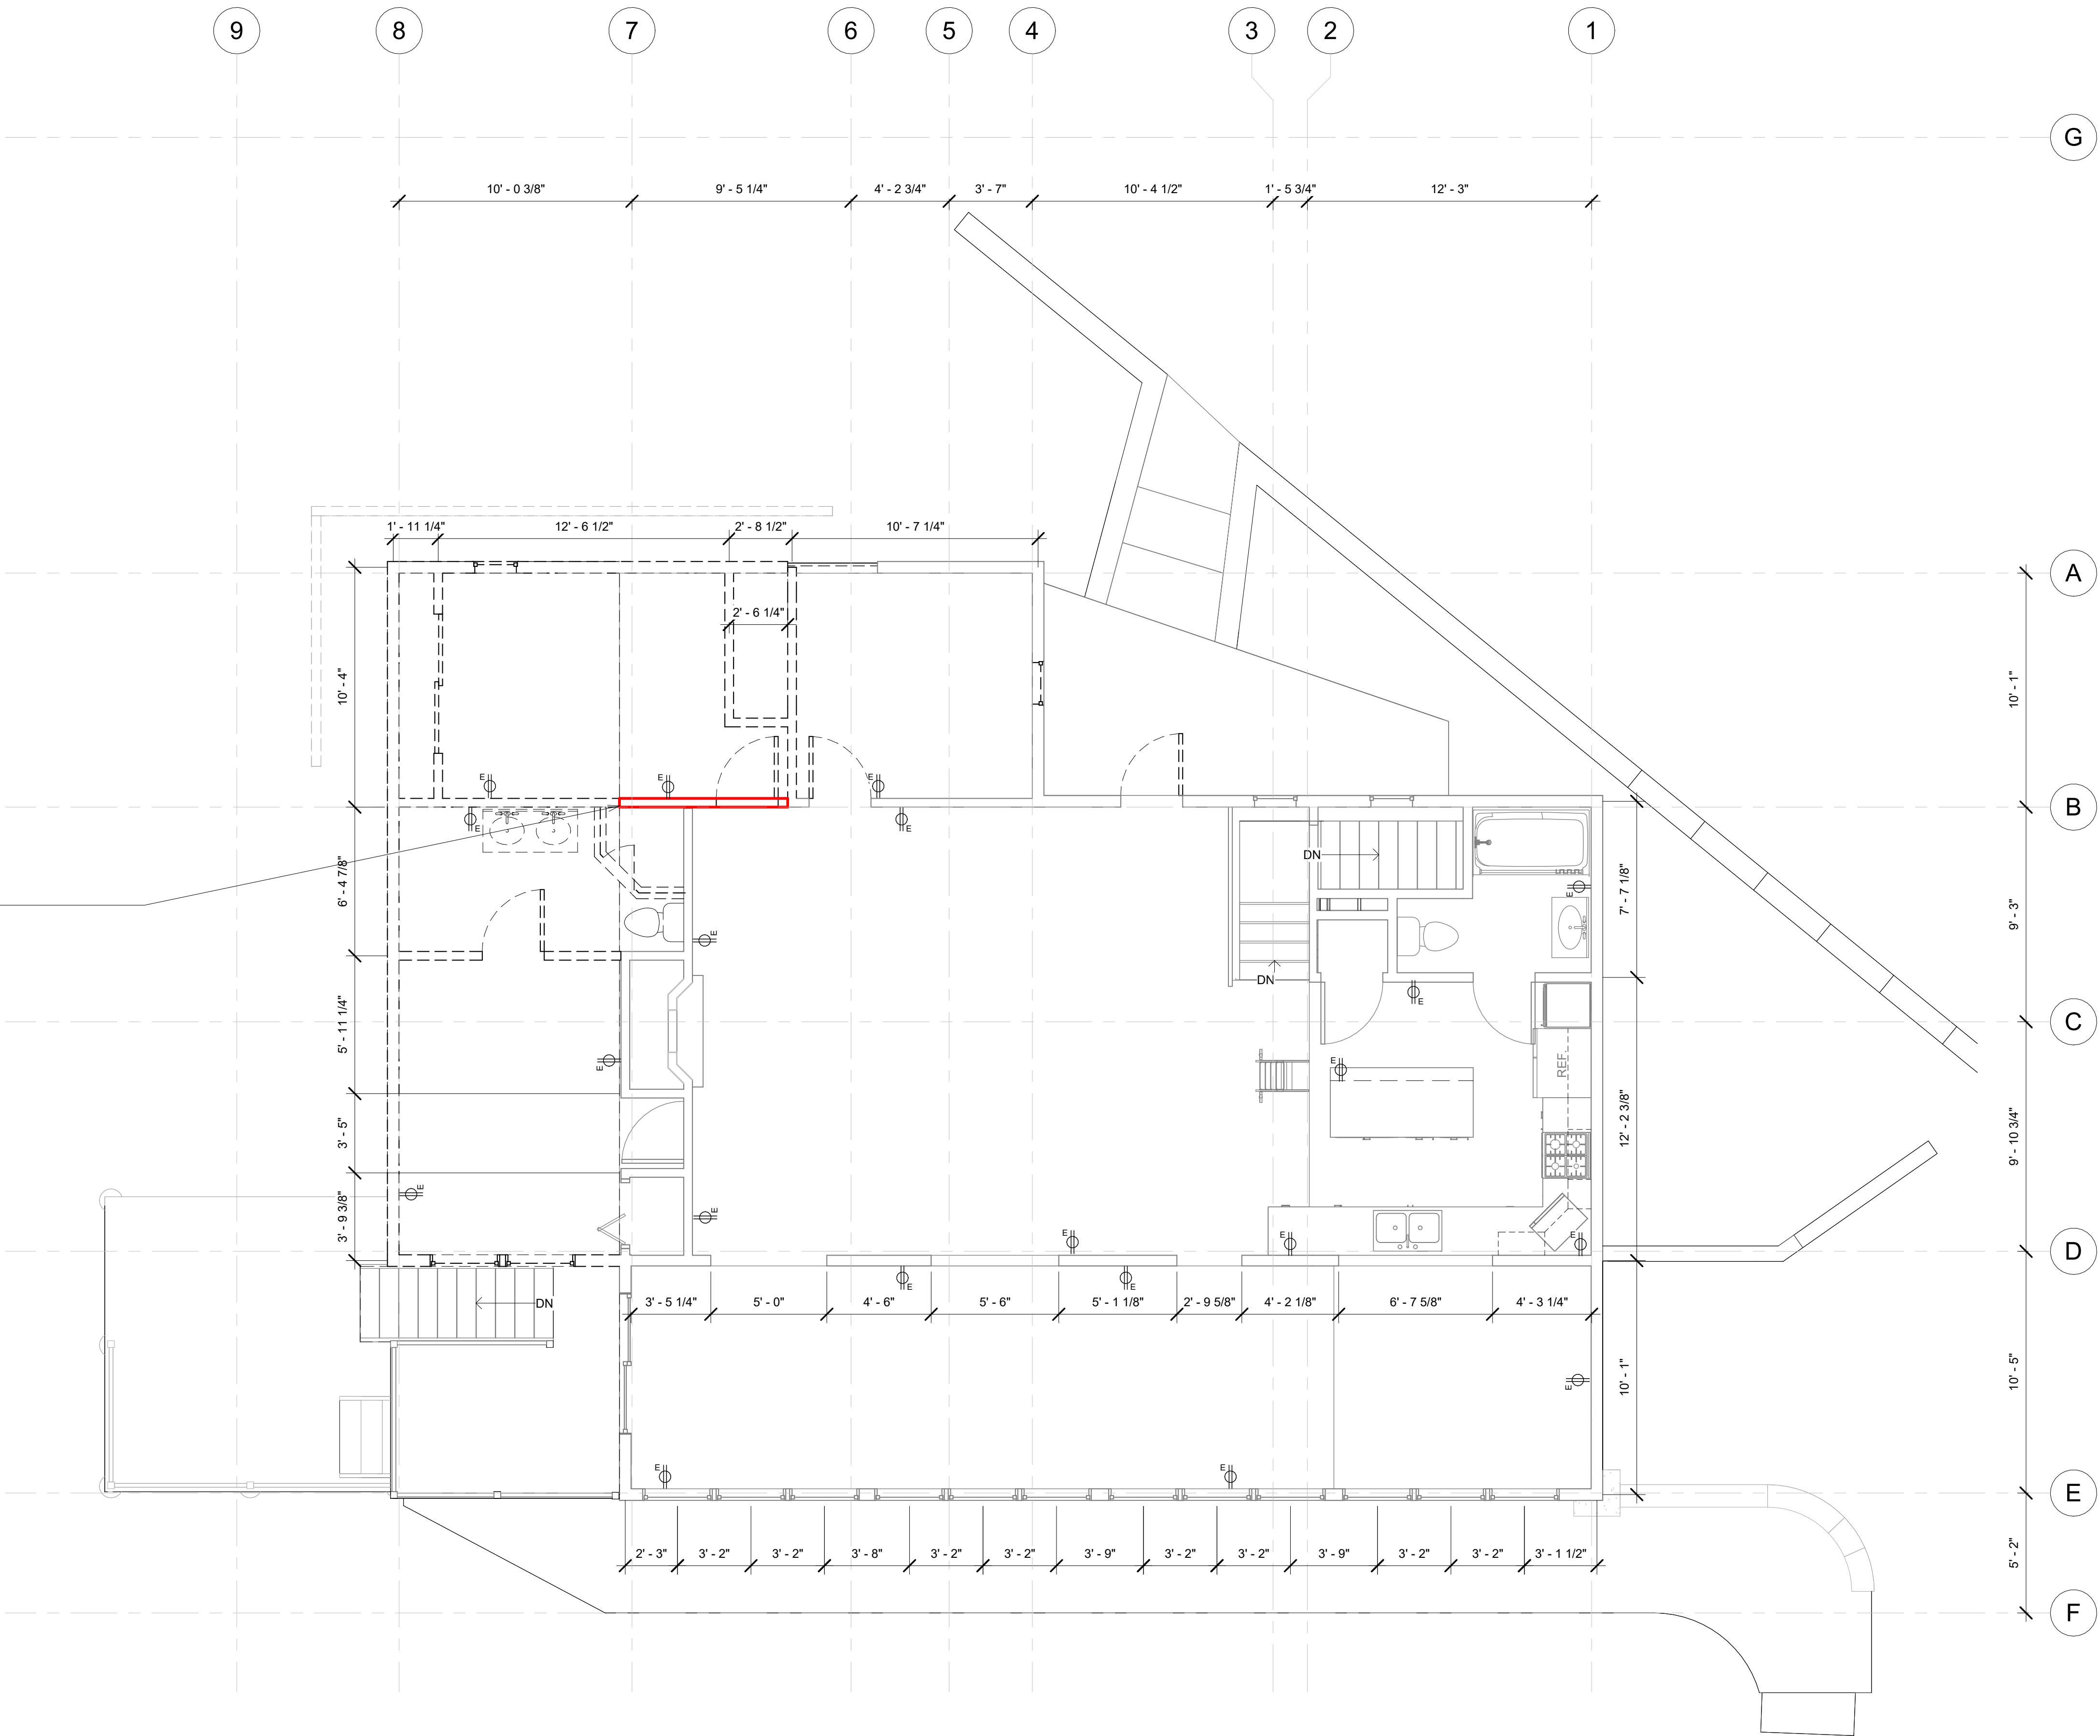 9
8
7
6
5
4
3
2
1
G
10' - 0 3/8"
9' - 5 1/4"
4' - 2 3/4"
3' - 7"
10' - 4 1/2"
1' - 5 3/4"
12' - 3"
1' - 11 1/4"
12' - 6 1/2"
2' - 8 1/2"
10' - 7 1/4"
A
2' - 6 1/4"
10' - 4"
10' - 1"
E
E
E
B
E
E
6' - 4 7/8"
DN
7' - 7 1/8"
E
9' - 3"
E
DN
E
5' - 11 1/4"
C
E
E
REF.
3' - 5"
12' - 2 3/8"
9' - 10 3/4"
E
3' - 9 3/8"
E
E
E
E
D
E
E
DN
3' - 5 1/4"
5' - 0"
4' - 6"
5' - 6"
5' - 1 1/8"
2' - 9 5/8"
4' - 2 1/8"
6' - 7 5/8"
4' - 3 1/4"
10' - 1"
10' - 5"
E
E
E
E
2' - 3"
3' - 2"
3' - 2"
3' - 8"
3' - 2"
3' - 2"
3' - 9"
3' - 2"
3' - 2"
3' - 9"
3' - 2"
3' - 2"
3' - 1 1/2"
5' - 2"
F